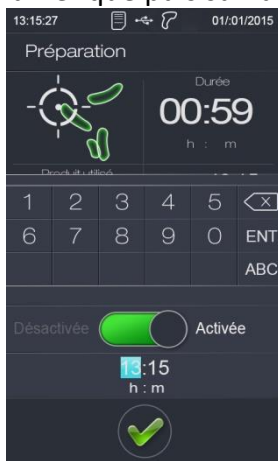 13:15:27 01/:01/2015
Préparation
Durée
00:59
h : m
Produit utilisé
1 2 3 4 5
6 7 8 9 0 ENT
ABC
Désactivée Activée
13:15
h : m